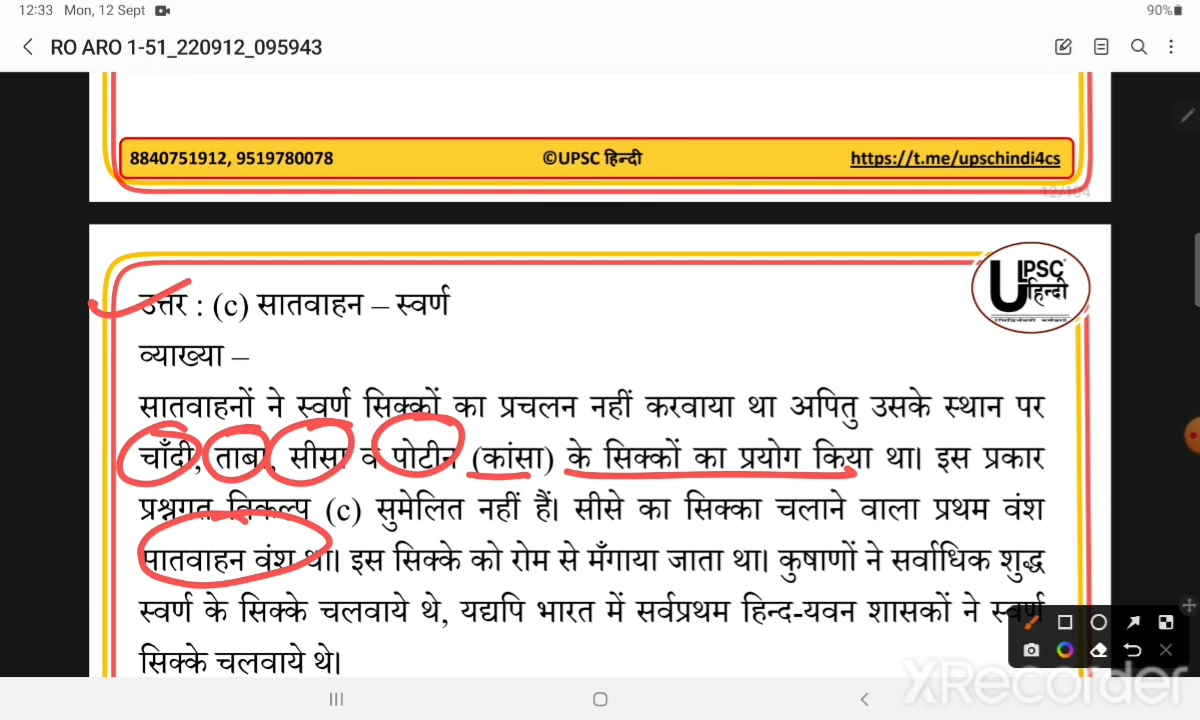 12:33 Mon, 12 Sept
90%
RO ARO 1-51_220912_095943
8840751912, 9519780078 ©UPSC हिन्दी https://t.me/upschindi4cs
12/104
UPSC
हिन्दी
उत्तर : (c) सातवाहन – स्वर्ण
व्याख्या –
सातवाहनों ने स्वर्ण सिक्कों का प्रचलन नहीं करवाया था अपितु उसके स्थान पर
चाँदी, ताबा, सीसा व पोटीन (कांसा) के सिक्कों का प्रयोग किया था। इस प्रकार
प्रश्नगत विकल्प (c) सुमेलित नहीं हैं। सीसे का सिक्का चलाने वाला प्रथम वंश
सातवाहन वंश था। इस सिक्के को रोम से मँगाया जाता था। कुषाणों ने सर्वाधिक शुद्ध
स्वर्ण के सिक्के चलवाये थे, यद्यपि भारत में सर्वप्रथम हिन्द-यवन शासकों ने स्वर्ण
सिक्के चलवाये थे।
XRecorder